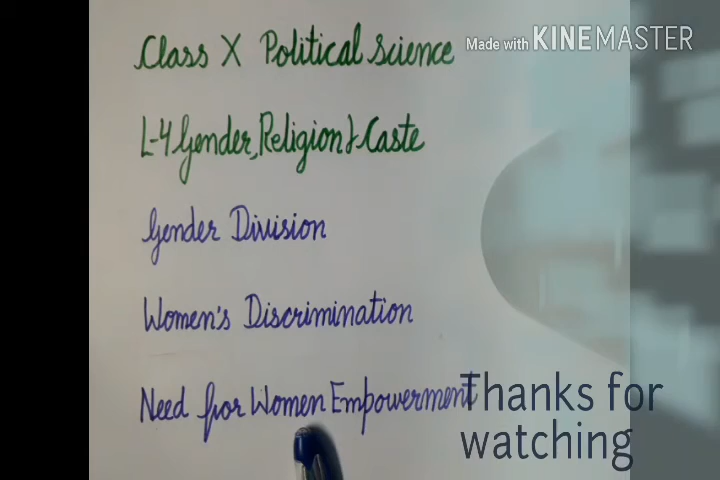 Class X Political Science
Made with KINEMASTER
L-4 Gender, Religion & Caste
Gender Division
Women's Discrimination
Need for Women Empowerment
Thanks for
watching